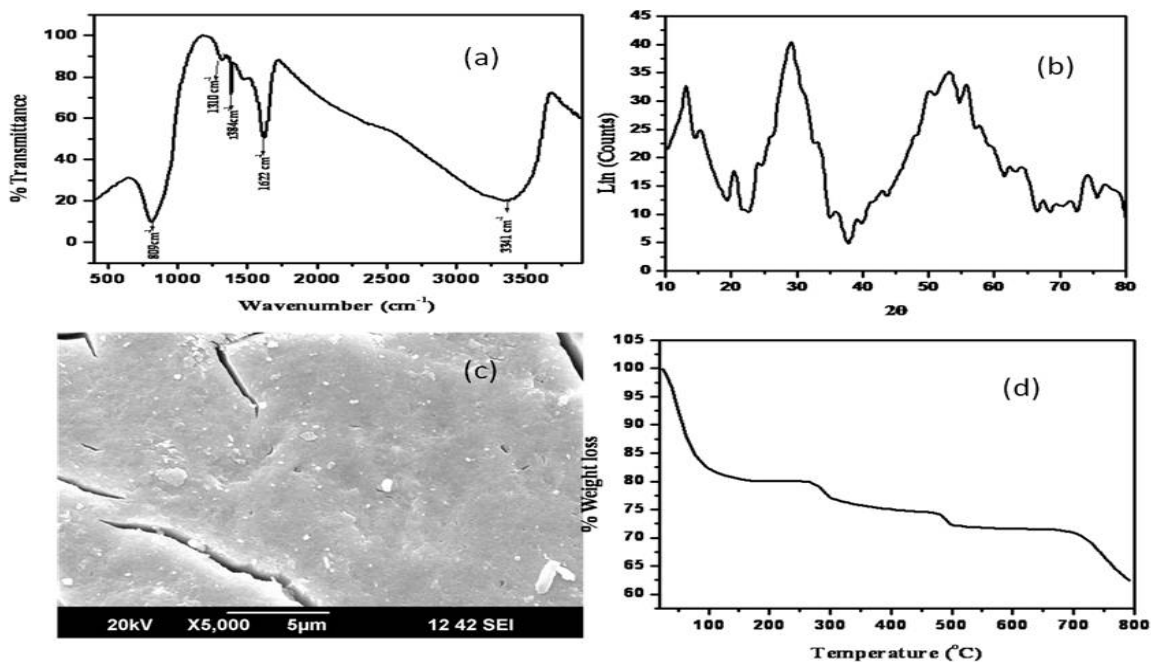 (a)
% Transmittance
100
80
60
40
20
0
809cm-1
1310 cm-1
1384cm-1
1622 cm-1
3341 cm-1
500 1000 1500 2000 2500 3000 3500
Wavenumber (cm-1)
(b)
Lin (Counts)
45
40
35
30
25
20
15
10
5
0
10 20 30 40 50 60 70 80
2θ
(c)
20kV X5,000 5µm 12 42 SEI
(d)
% Weight loss
100
95
90
85
80
75
70
65
60
100 200 300 400 500 600 700 800
Temperature (°C)